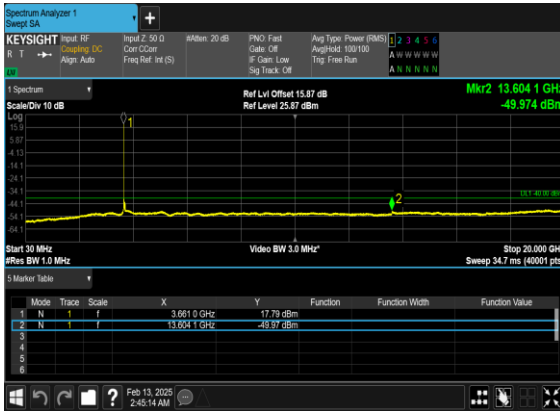 Spectrum Analyzer 1
Swept SA
+
KEYSIGHT
R T
Input: RF
Coupling: DC
Align: Auto
Input Z: 50 Ω
Corr CCorr
Freq Ref: Int (S)
#Atten: 20 dB
PNO: Fast
Gate: Off
IF Gain: Low
Sig Track: Off
Avg Type: Power (RMS)
Avg|Hold: 100/100
Trig: Free Run
1 2 3 4 5 6
A W W W W W
A N N N N N
1 Spectrum
Scale/Div 10 dB
Ref Lvl Offset 15.87 dB
Ref Level 25.87 dBm
Mkr2 13.604 1 GHz
-49.974 dBm
Log
15.9
5.87
-4.13
-14.1
-24.1
-34.1
-44.1
-54.1
-64.1
1
2
DL1 -40.00 dBm
Start 30 MHz
#Res BW 1.0 MHz
Video BW 3.0 MHz*
Stop 20.000 GHz
Sweep 34.7 ms (40001 pts)
5 Marker Table
Mode Trace Scale X Y Function Function Width Function Value
1 N 1 f 3.661 0 GHz 17.79 dBm
2 N 1 f 13.604 1 GHz -49.97 dBm
3
4
5
6
?
Feb 13, 2025
2:45:14 AM